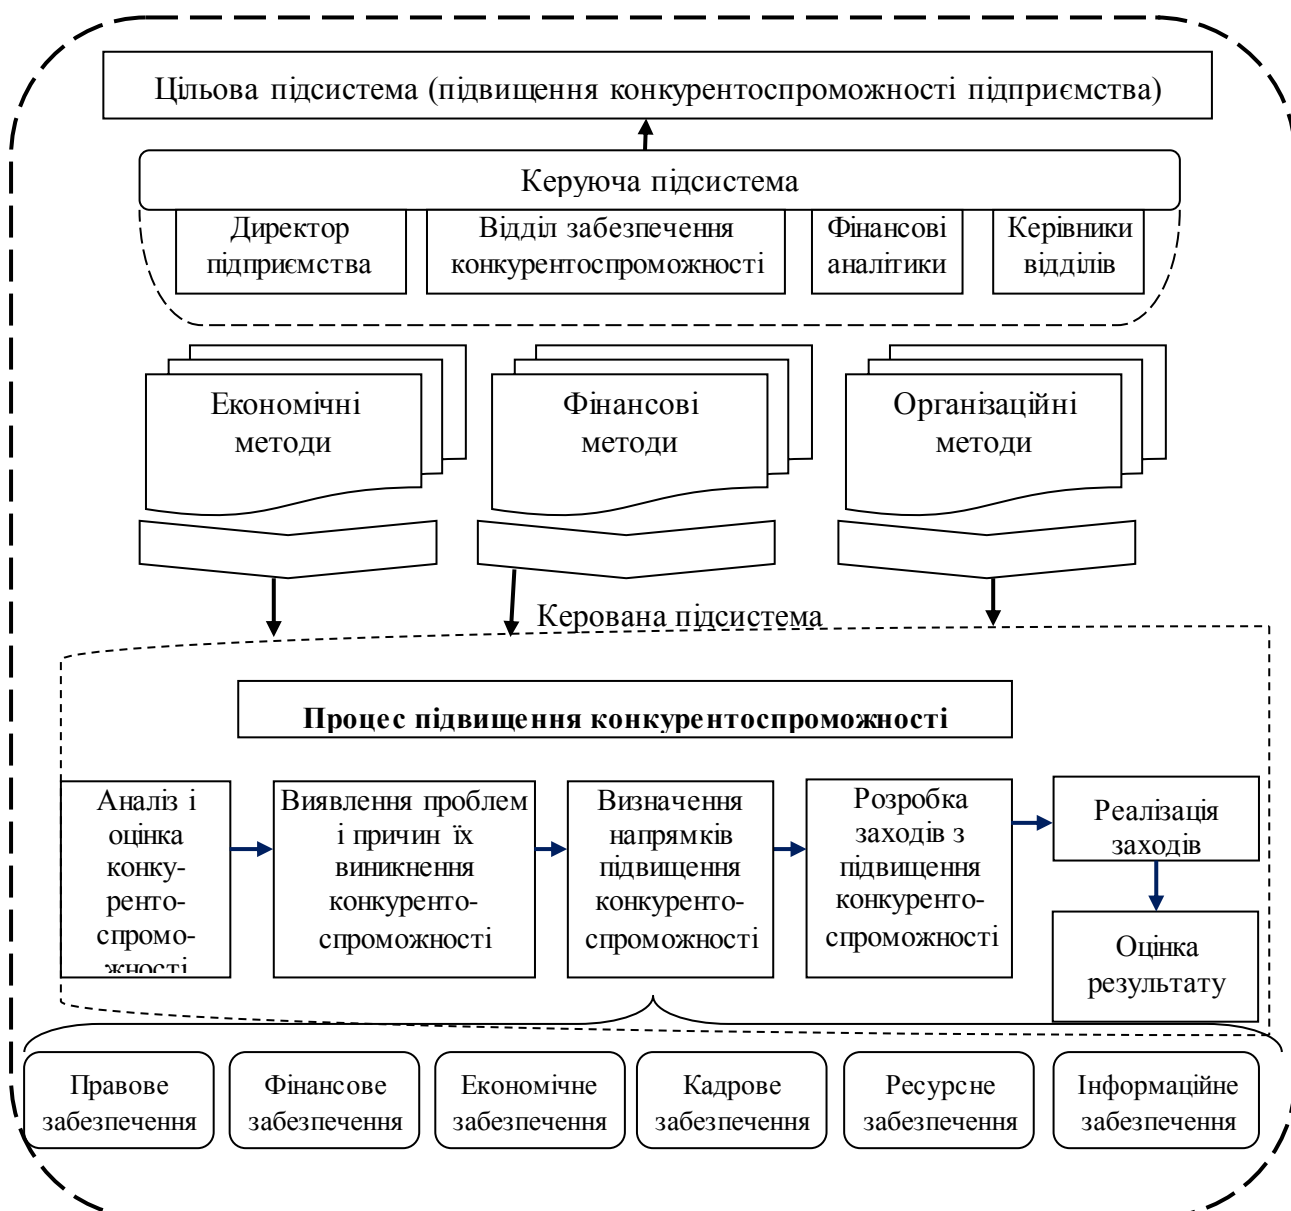 Цільова підсистема (підвищення конкурентоспроможності підприємства)
Керуюча підсистема
Директор
підприємства
Відділ забезпечення
конкурентоспроможності
Фінансові
аналітики
Керівники
відділів
Економічні
методи
Фінансові
методи
Організаційні
методи
Керована підсистема
Процес підвищення конкурентоспроможності
Аналіз і
оцінка
конку-
ренто-
спромо-
жності
Виявлення проблем
і причин їх
виникнення
конкуренто-
спроможності
Визначення
напрямків
підвищення
конкуренто-
спроможності
Розробка
заходів з
підвищення
конкуренто-
спроможності
Реалізація
заходів
Оцінка
результату
Правове
забезпечення
Фінансове
забезпечення
Економічне
забезпечення
Кадрове
забезпечення
Ресурсне
забезпечення
Інформаційне
забезпечення